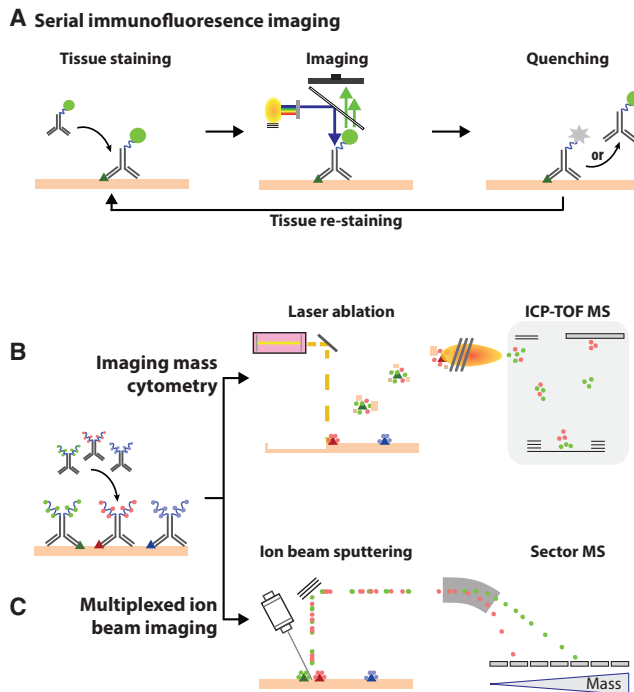 A Serial immunofluoresence imaging
Tissue staining
Imaging
Quenching
or
Tissue re-staining
B
Imaging mass
cytometry
Laser ablation
ICP-TOF MS
C
Multiplexed ion
beam imaging
Ion beam sputtering
Sector MS
Mass